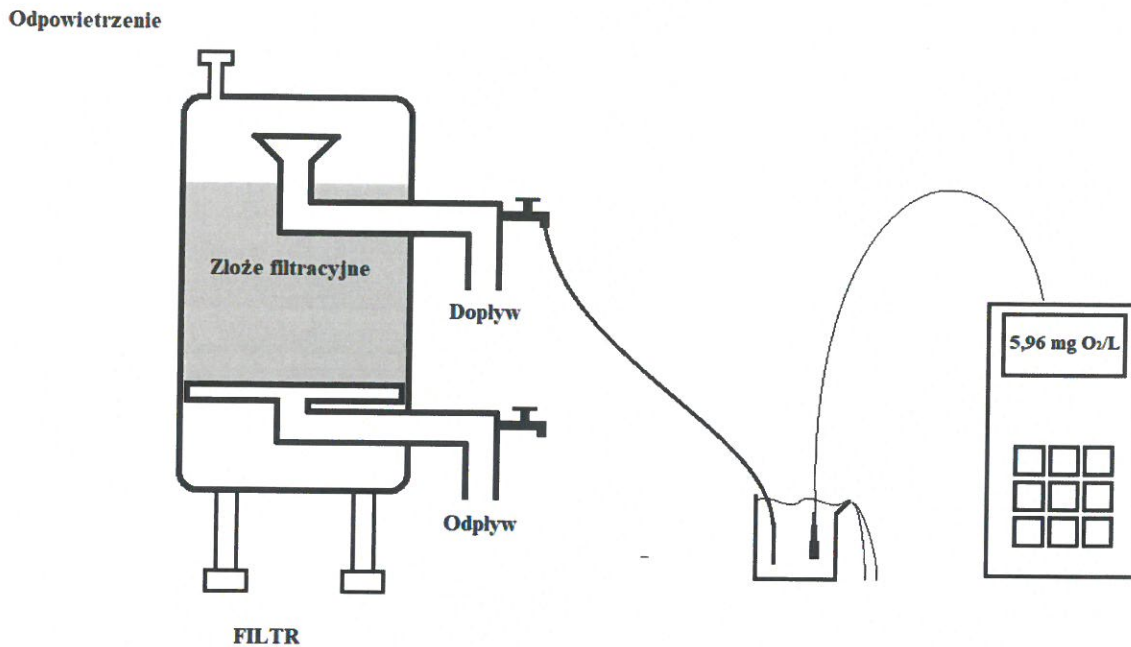 Odpowietrzenie
Złoże filtracyjne
Dopływ
5,96 mg O₂/L
Odpływ
FILTR